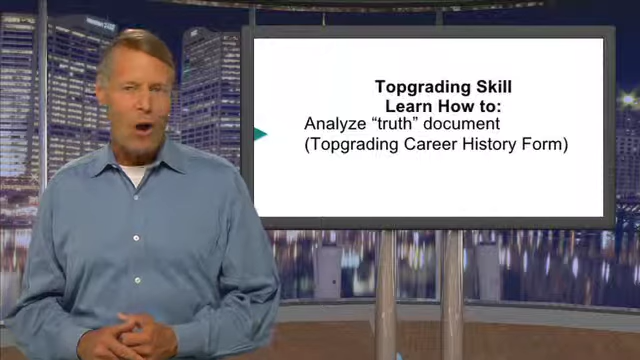 Topgrading Skill
Learn How to:
Analyze “truth” document
(Topgrading Career History Form)